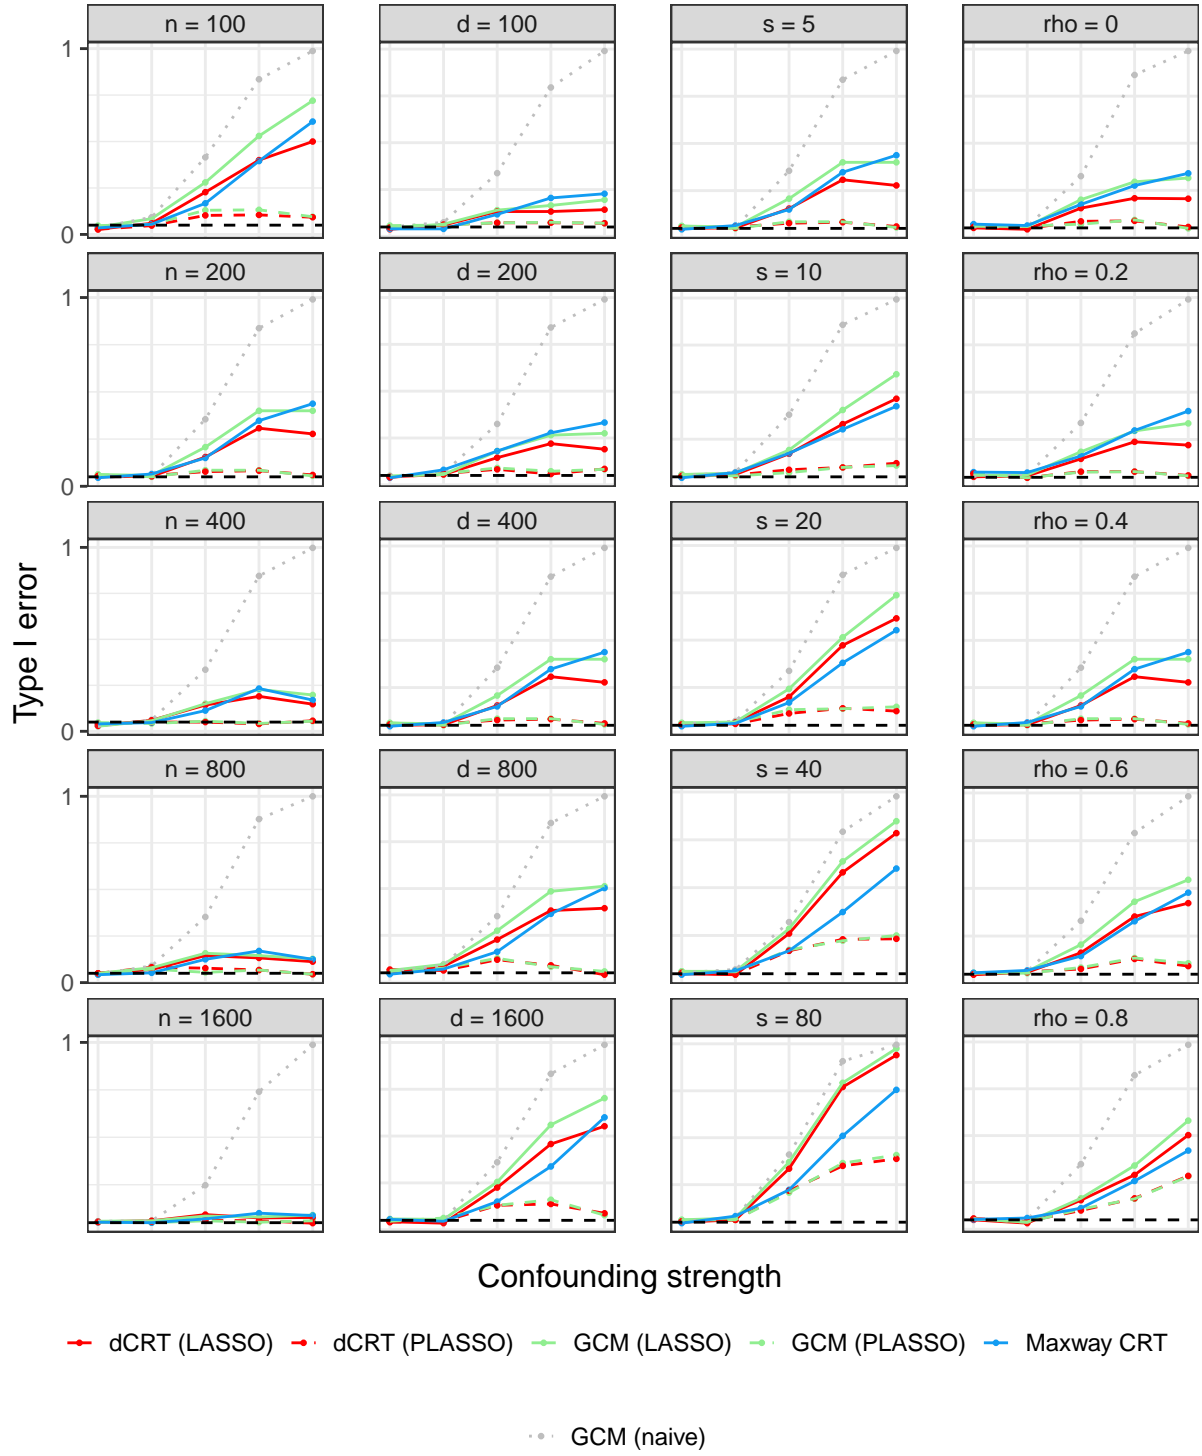 n = 100
d = 100
s = 5
rho = 0
1
0
n = 200
d = 200
s = 10
rho = 0.2
1
0
n = 400
d = 400
s = 20
rho = 0.4
1
0
n = 800
d = 800
s = 40
rho = 0.6
1
0
n = 1600
d = 1600
s = 80
rho = 0.8
1
Type I error
Confounding strength
dCRT (LASSO)
dCRT (PLASSO)
GCM (LASSO)
GCM (PLASSO)
Maxway CRT
GCM (naive)